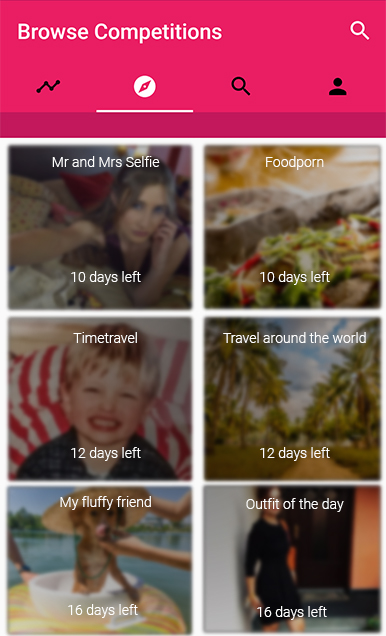 Browse Competitions
Mr and Mrs Selfie
Foodporn
10 days left
10 days left
Timetravel
Travel around the world
12 days left
12 days left
My fluffy friend
Outfit of the day
16 days left
16 days left